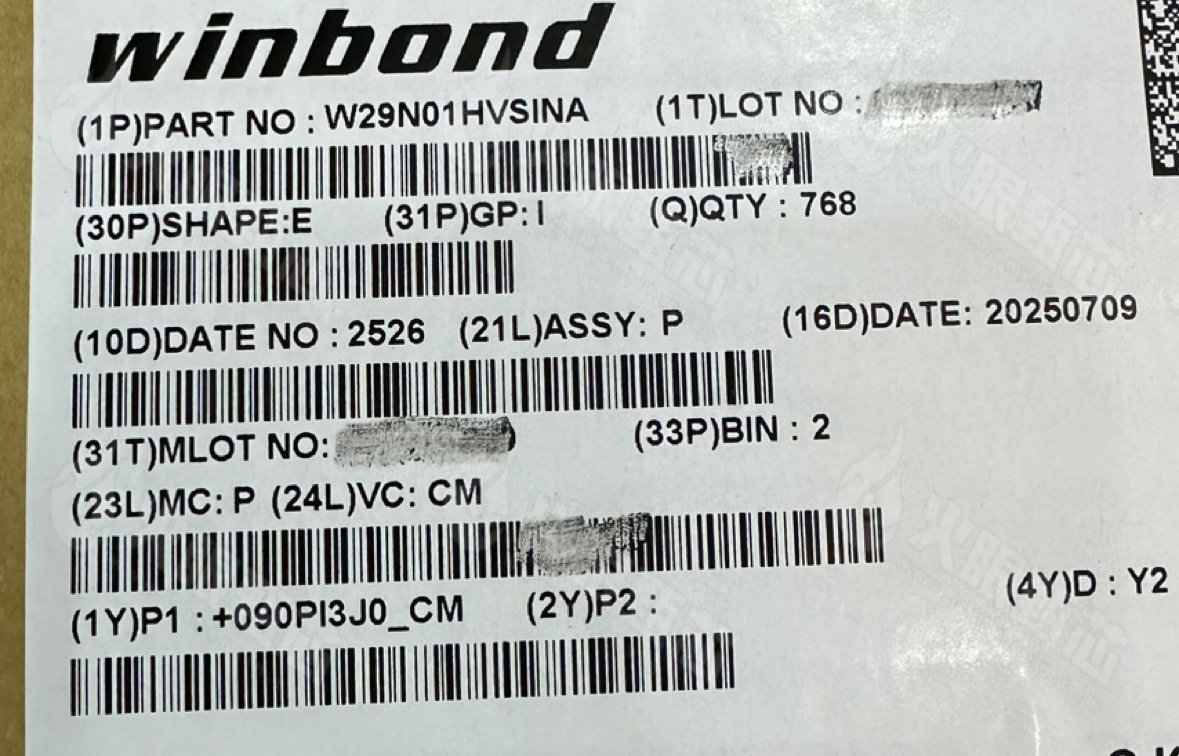 winbond
(1P)PART NO : W29N01HVSINA (1T)LOT NO :
(30P)SHAPE:E (31P)GP: I (Q)QTY : 768
(10D)DATE NO : 2526 (21L)ASSY: P (16D)DATE: 20250709
(31T)MLOT NO: (33P)BIN : 2
(23L)MC: P (24L)VC: CM
(1Y)P1 : +090PI3J0_CM (2Y)P2 : (4Y)D : Y2